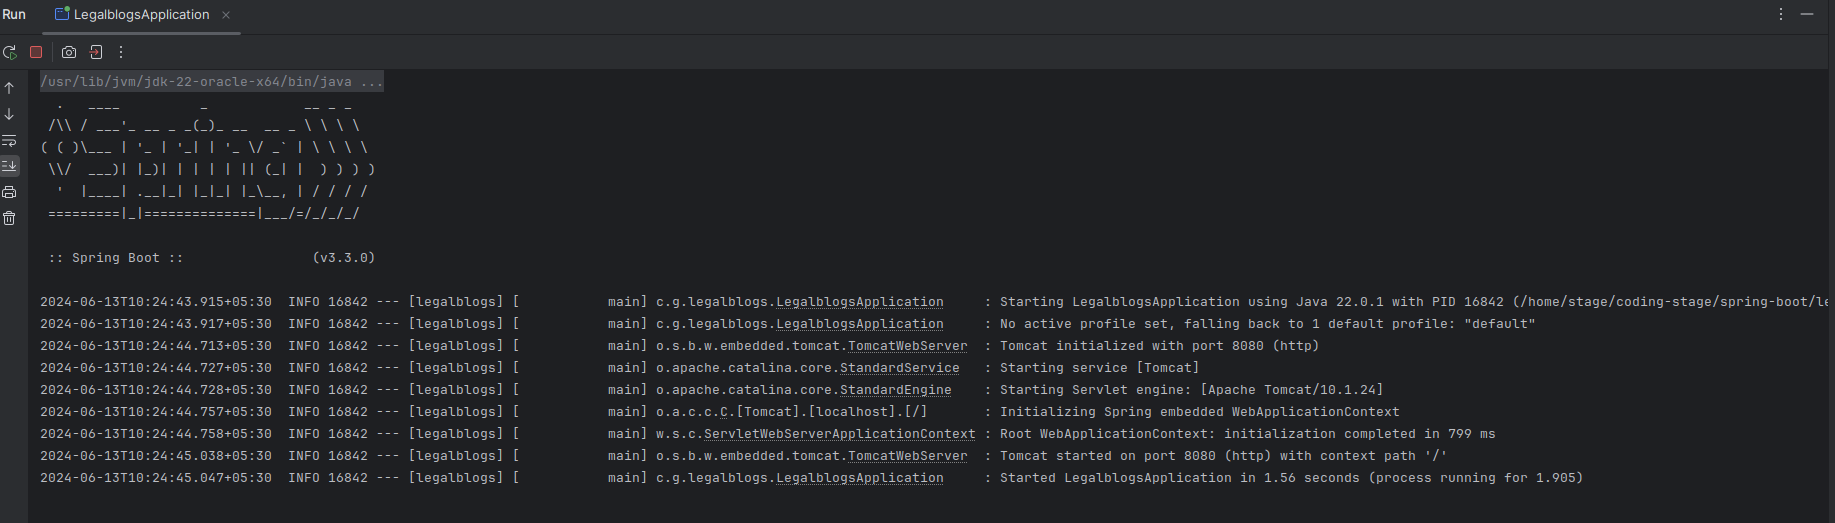 Run LegalblogsApplication
/usr/lib/jvm/jdk-22-oracle-x64/bin/java ...
  .   ____          _            __ _ _
 /\\ / ___'_ __ _ _(_)_ __  __ _ \ \ \ \
( ( )\___ | '_ | '_| | '_ \/ _` | \ \ \ \
 \\/  ___)| |_)| | | | | || (_| |  ) ) ) )
  '  |____| .__|_| |_|_| |_\__, | / / / /
 =========|_|==============|___/=/_/_/_/
 :: Spring Boot ::                (v3.3.0)
2024-06-13T10:24:43.915+05:30  INFO 16842 --- [legalblogs] [           main] c.g.legalblogs.LegalblogsApplication     : Starting LegalblogsApplication using Java 22.0.1 with PID 16842 (/home/stage/coding-stage/spring-boot/le
2024-06-13T10:24:43.917+05:30  INFO 16842 --- [legalblogs] [           main] c.g.legalblogs.LegalblogsApplication     : No active profile set, falling back to 1 default profile: "default"
2024-06-13T10:24:44.713+05:30  INFO 16842 --- [legalblogs] [           main] o.s.b.w.embedded.tomcat.TomcatWebServer  : Tomcat initialized with port 8080 (http)
2024-06-13T10:24:44.727+05:30  INFO 16842 --- [legalblogs] [           main] o.apache.catalina.core.StandardService   : Starting service [Tomcat]
2024-06-13T10:24:44.728+05:30  INFO 16842 --- [legalblogs] [           main] o.apache.catalina.core.StandardEngine    : Starting Servlet engine: [Apache Tomcat/10.1.24]
2024-06-13T10:24:44.757+05:30  INFO 16842 --- [legalblogs] [           main] o.a.c.c.C.[Tomcat].[localhost].[/]       : Initializing Spring embedded WebApplicationContext
2024-06-13T10:24:44.758+05:30  INFO 16842 --- [legalblogs] [           main] w.s.c.ServletWebServerApplicationContext : Root WebApplicationContext: initialization completed in 799 ms
2024-06-13T10:24:45.038+05:30  INFO 16842 --- [legalblogs] [           main] o.s.b.w.embedded.tomcat.TomcatWebServer  : Tomcat started on port 8080 (http) with context path '/'
2024-06-13T10:24:45.047+05:30  INFO 16842 --- [legalblogs] [           main] c.g.legalblogs.LegalblogsApplication     : Started LegalblogsApplication in 1.56 seconds (process running for 1.905)